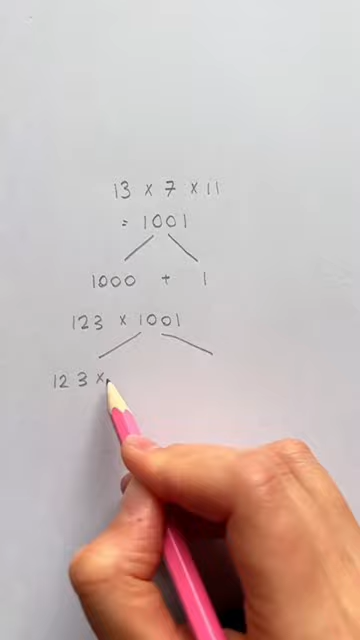 13 × 7 × 11
= 1001
1000 + 1
123 × 1001
123 ×